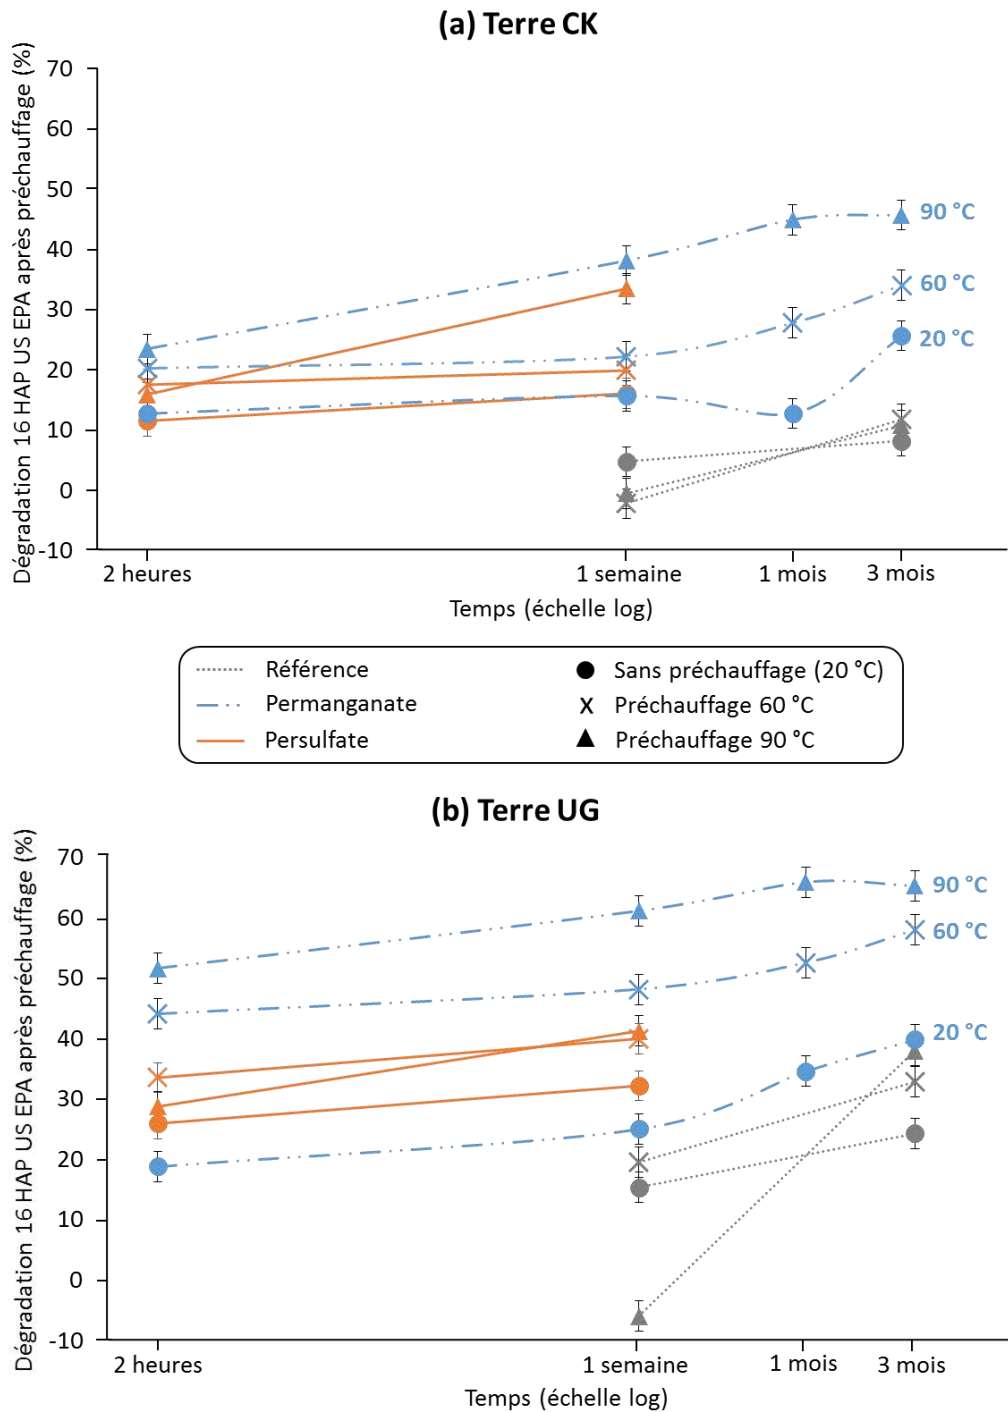 (a) Terre CK
Dégradation 16 HAP US EPA après préchauffage (%)
70
60
50
40
30
20
10
0
-10
90 °C
60 °C
20 °C
2 heures
1 semaine
1 mois
3 mois
Temps (échelle log)
Référence
Permanganate
Persulfate
Sans préchauffage (20 °C)
Préchauffage 60 °C
Préchauffage 90 °C
(b) Terre UG
Dégradation 16 HAP US EPA après préchauffage (%)
70
60
50
40
30
20
10
0
-10
90 °C
60 °C
20 °C
2 heures
1 semaine
1 mois
3 mois
Temps (échelle log)